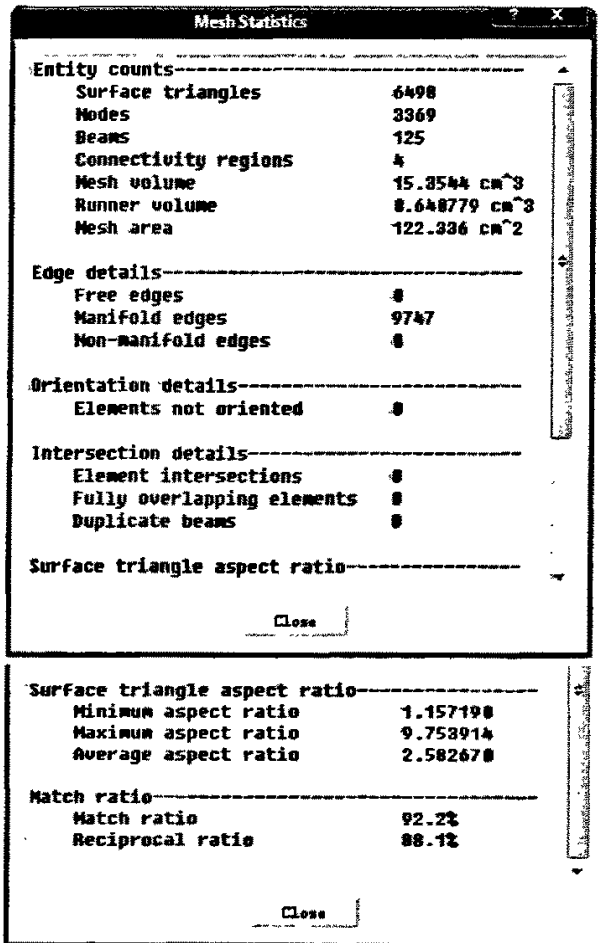 Mesh Statistics
? X
Entity counts--------------------------------
Surface triangles 6498
Nodes 3369
Beams 125
Connectivity regions 4
Mesh volume 15.3544 cm^3
Runner volume 0.648779 cm^3
Mesh area 122.336 cm^2
Edge details---------------------------------
Free edges 0
Manifold edges 9747
Non-manifold edges 0
Orientation details--------------------------
Elements not oriented 0
Intersection details-------------------------
Element intersections 0
Fully overlapping elements 0
Duplicate beams 0
Surface triangle aspect ratio----------------
Close
Surface triangle aspect ratio-----------------
Minimum aspect ratio 1.157190
Maximum aspect ratio 9.753914
Average aspect ratio 2.582670
Match ratio-----------------------------------
Match ratio 92.2%
Reciprocal ratio 88.1%
Close